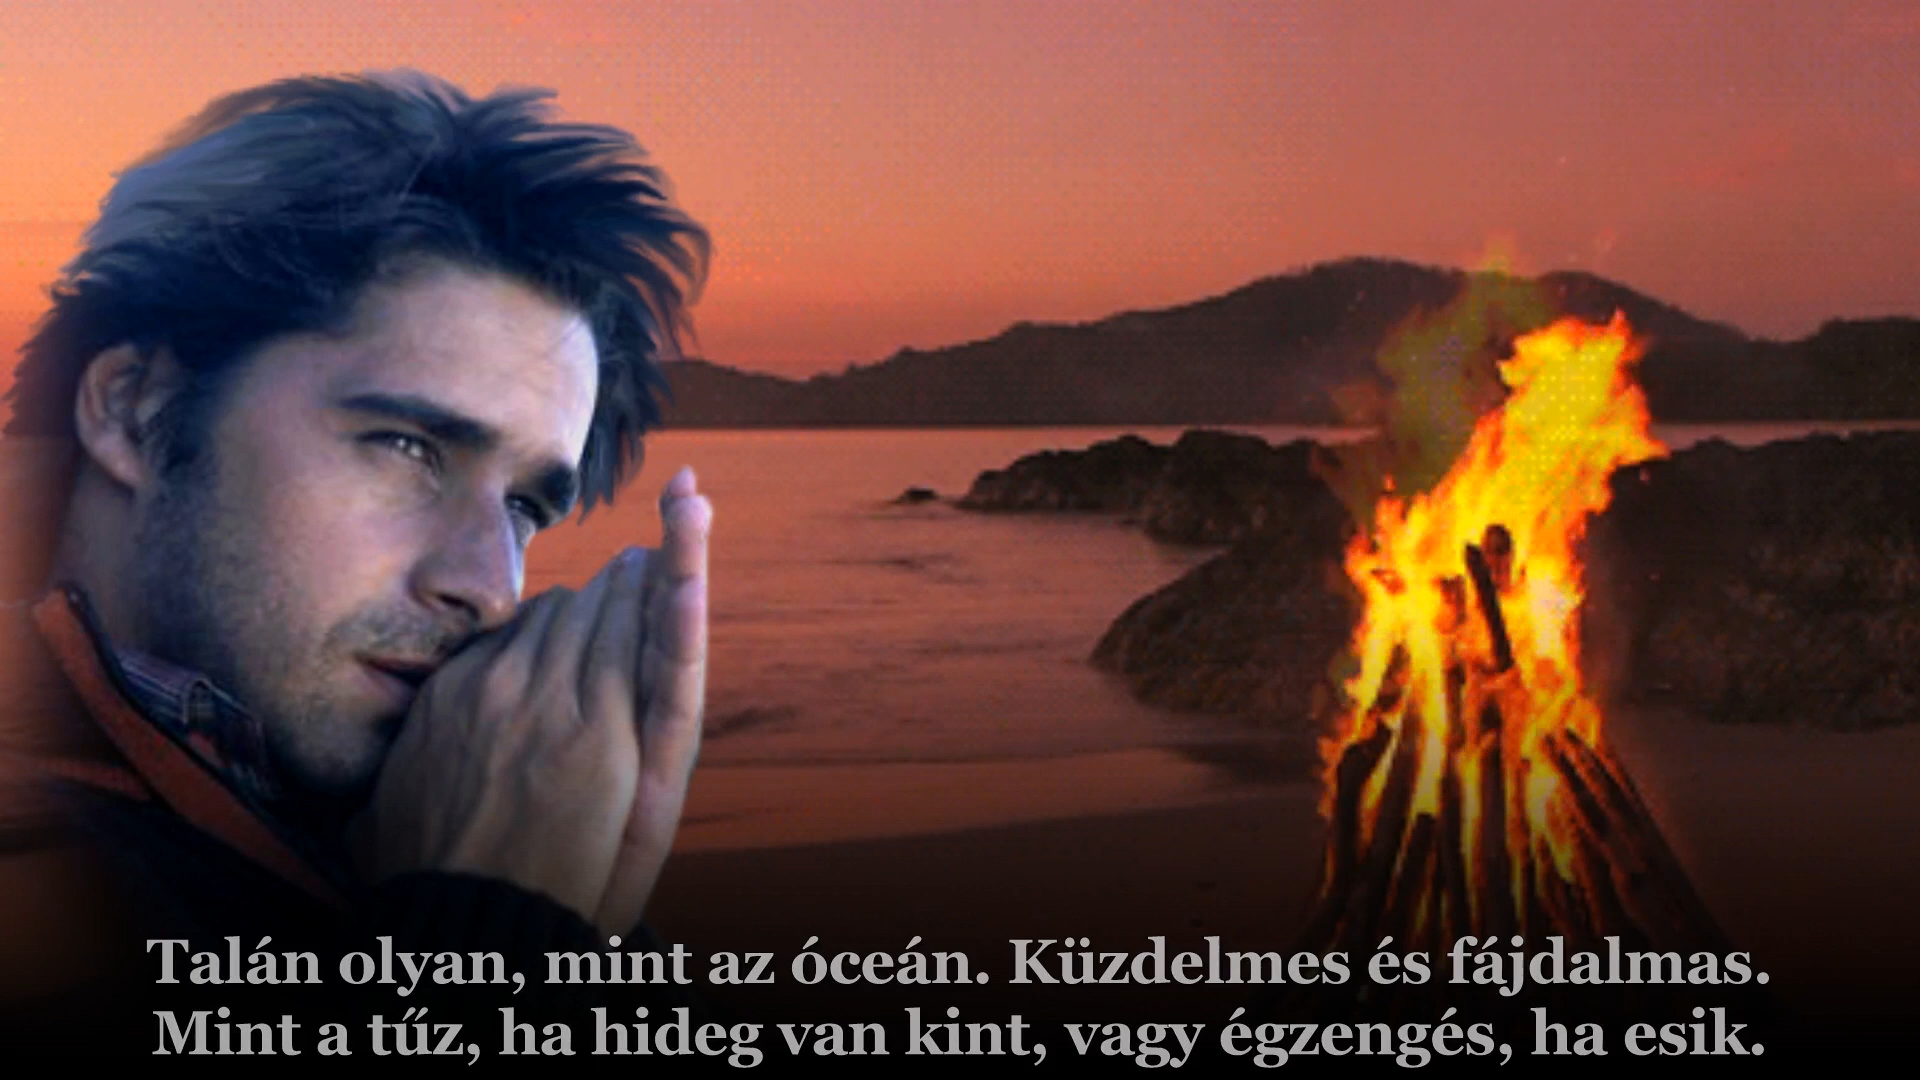 Talán olyan, mint az óceán. Küzdelmes és fájdalmas.
Mint a tűz, ha hideg van kint, vagy égzengés, ha esik.